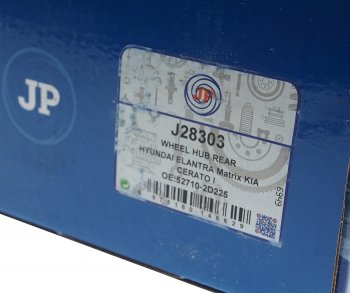 JP
J28303
WHEEL HUB REAR
HYUNDAI ELANTRA Matrix KIA
CERATO I
OE:52710-2D225